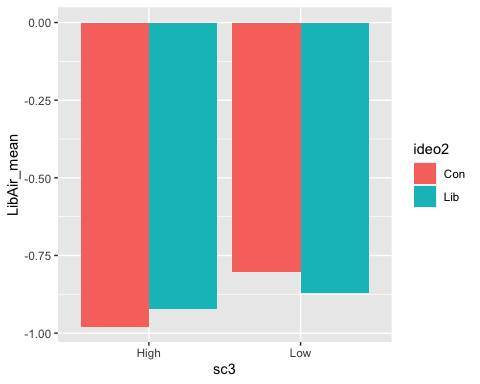 0.00
-0.25
-0.50
-0.75
-1.00
LibAir_mean
High
Low
sc3
ideo2
Con
Lib